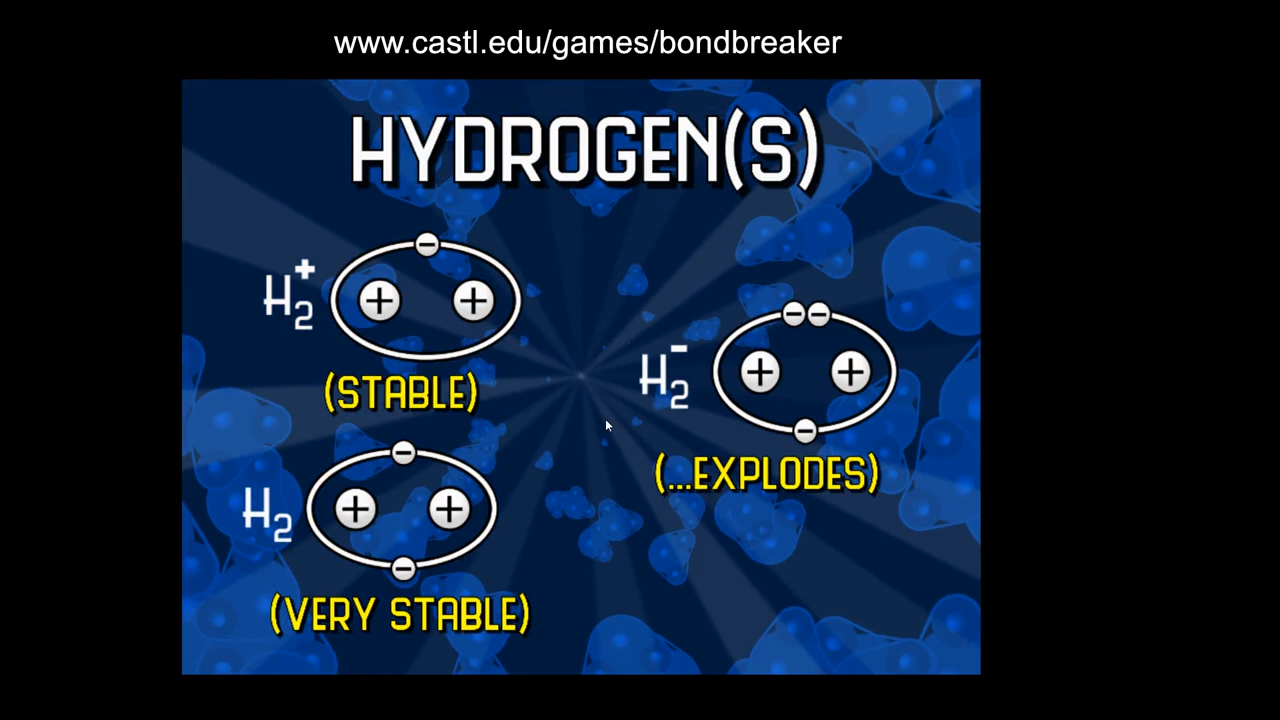 www.castl.edu/games/bondbreaker
HYDROGEN(S)
H₂⁺
(STABLE)
H₂
(VERY STABLE)
H₂⁻
(...EXPLODES)